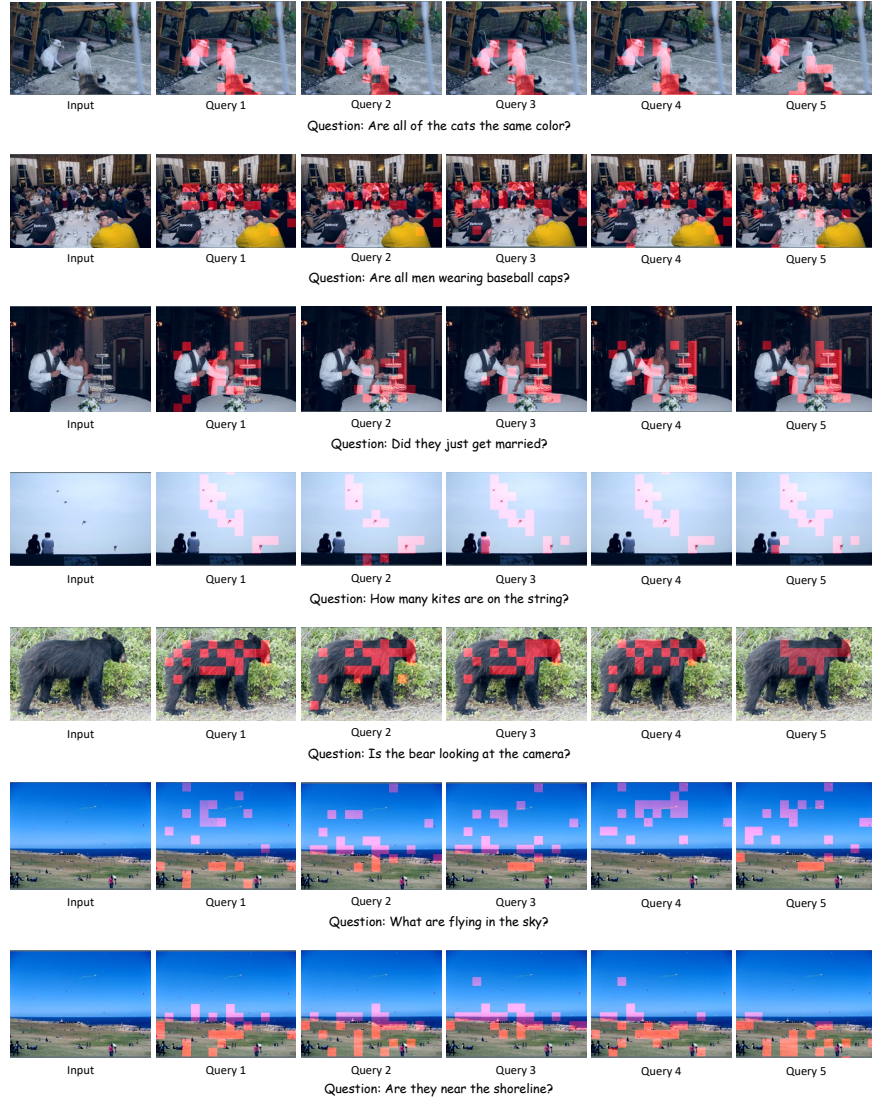 Input Query 1 Query 2 Query 3 Query 4 Query 5
Question: Are all of the cats the same color?
Input Query 1 Query 2 Query 3 Query 4 Query 5
Question: Are all men wearing baseball caps?
Input Query 1 Query 2 Query 3 Query 4 Query 5
Question: Did they just get married?
Input Query 1 Query 2 Query 3 Query 4 Query 5
Question: How many kites are on the string?
Input Query 1 Query 2 Query 3 Query 4 Query 5
Question: Is the bear looking at the camera?
Input Query 1 Query 2 Query 3 Query 4 Query 5
Question: What are flying in the sky?
Input Query 1 Query 2 Query 3 Query 4 Query 5
Question: Are they near the shoreline?